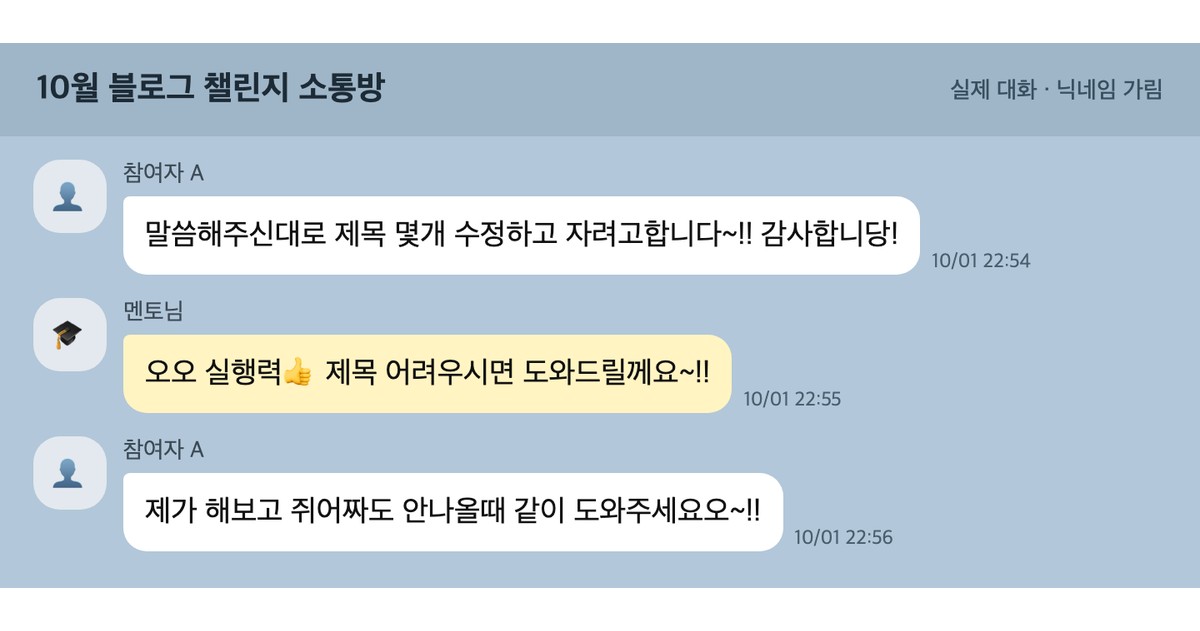 10월 블로그 챌린지 소통방
실제 대화 · 닉네임 가림
참여자 A
말씀해주신대로 제목 몇개 수정하고 자려고합니다~!! 감사합니당!
10/01 22:54
멘토님
오오 실행력👍 제목 어려우시면 도와드릴께요~!!
10/01 22:55
참여자 A
제가 해보고 쥐어짜도 안나올때 같이 도와주세요오~!!
10/01 22:56